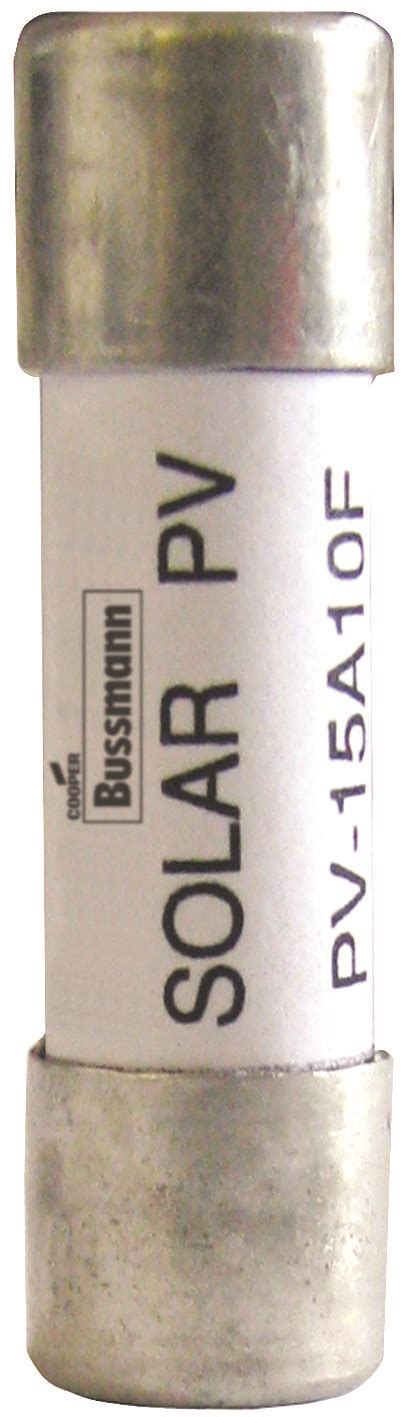 COOPER
Bussmann
SOLAR PV
PV-15A10F